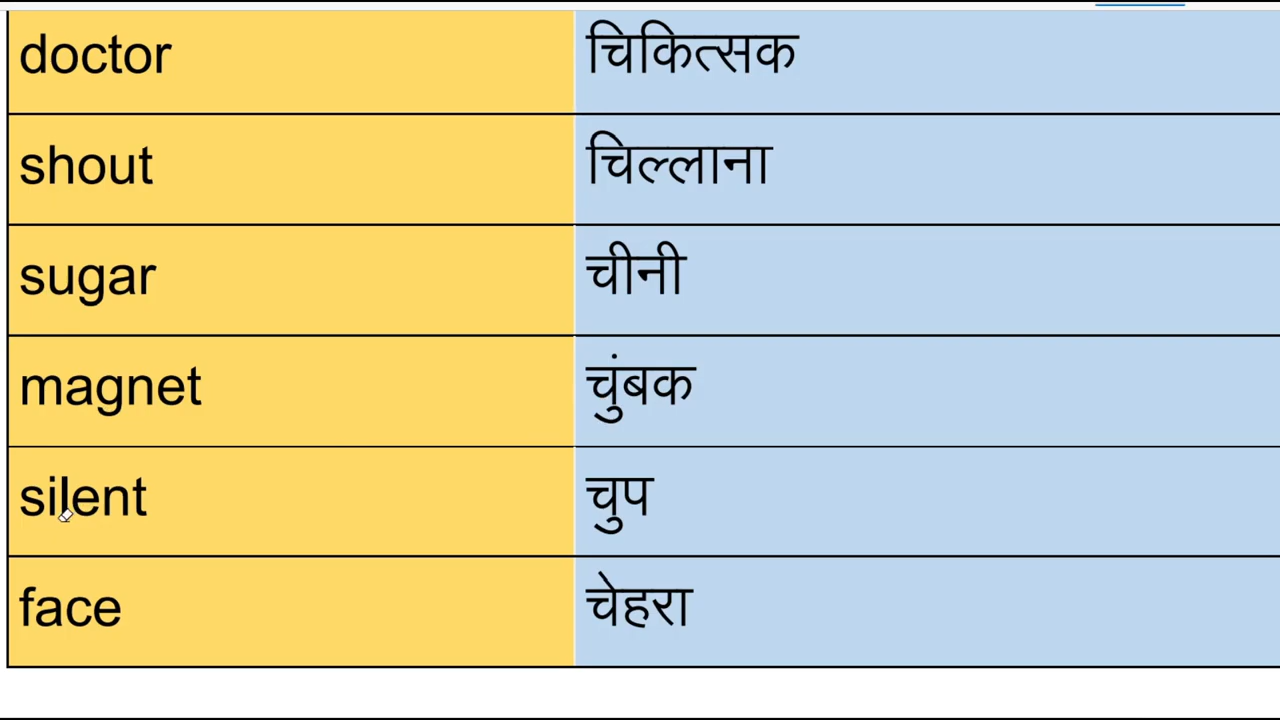 doctor चिकित्सक
shout चिल्लाना
sugar चीनी
magnet चुंबक
silent चुप
face चेहरा